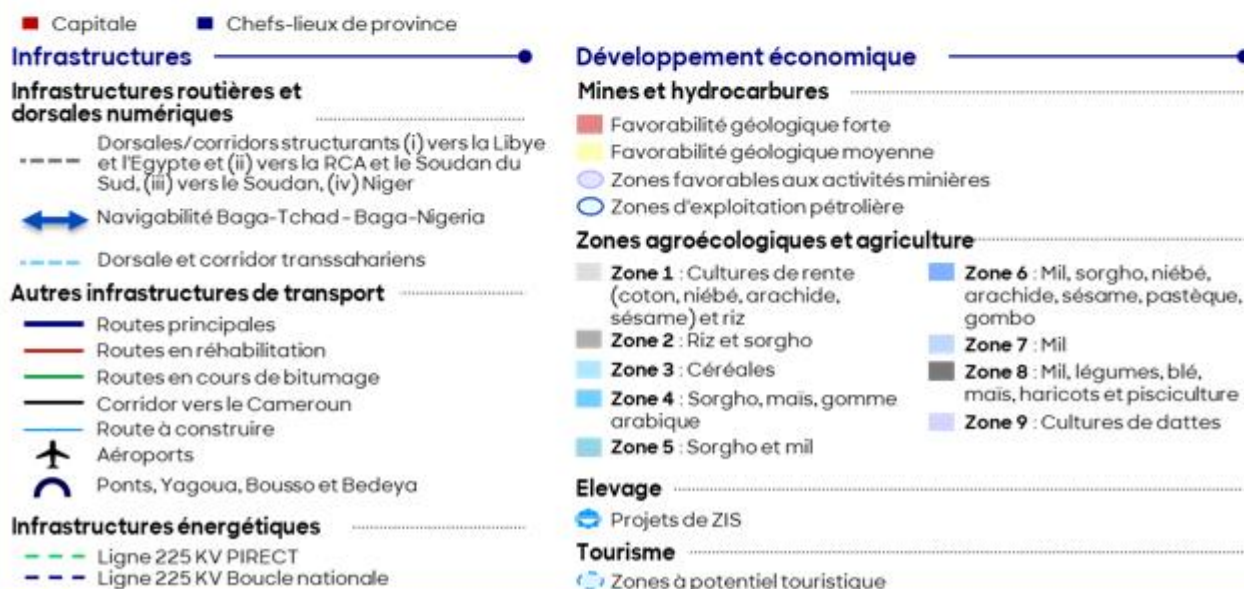 Capitale
Chefs-lieux de province
Infrastructures
Infrastructures routières et
dorsales numériques
Dorsales/corridors structurants (i) vers la Libye
et l'Egypte et (ii) vers la RCA et le Soudan du
Sud, (iii) vers le Soudan, (iv) Niger
Navigabilité Baga-Tchad - Baga-Nigeria
Dorsale et corridor transsahariens
Autres infrastructures de transport
Routes principales
Routes en réhabilitation
Routes en cours de bitumage
Corridor vers le Cameroun
Route à construire
Aéroports
Ponts, Yagoua, Bousso et Bedeya
Infrastructures énergétiques
Ligne 225 KV PIRECT
Ligne 225 KV Boucle nationale
Développement économique
Mines et hydrocarbures
Favorabilité géologique forte
Favorabilité géologique moyenne
Zones favorables aux activités minières
Zones d'exploitation pétrolière
Zones agroécologiques et agriculture
Zone 1 : Cultures de rente
(coton, niébé, arachide,
sésame) et riz
Zone 2 : Riz et sorgho
Zone 3 : Céréales
Zone 4 : Sorgho, maïs, gomme
arabique
Zone 5 : Sorgho et mil
Zone 6 : Mil, sorgho, niébé,
arachide, sésame, pastèque,
gombo
Zone 7 : Mil
Zone 8 : Mil, légumes, blé,
maïs, haricots et pisciculture
Zone 9 : Cultures de dattes
Elevage
Projets de ZIS
Tourisme
Zones à potentiel touristique